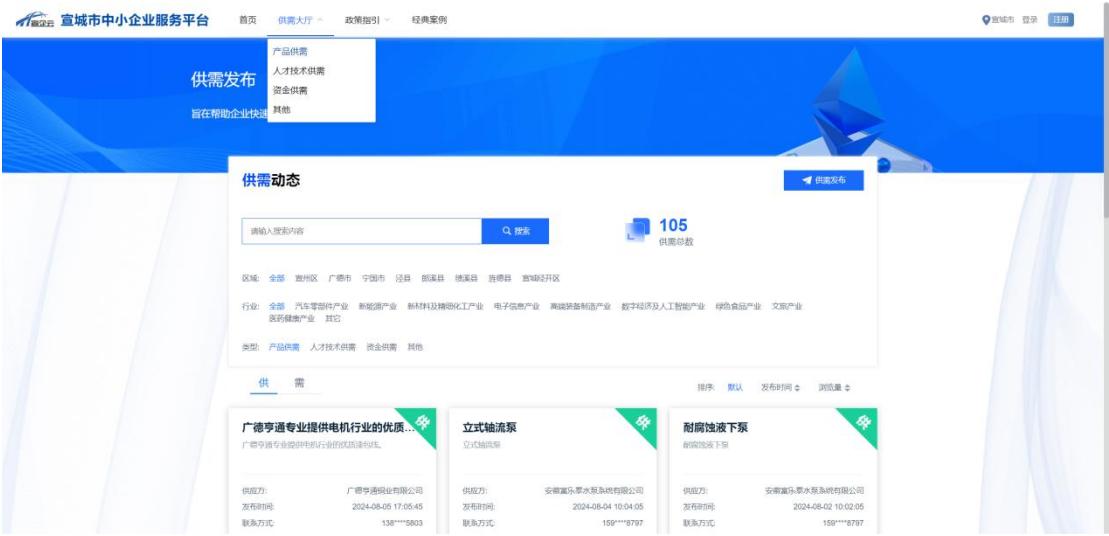 宣企云 宣城市中小企业服务平台 首页 供需大厅 政策指引 经典案例 宣城市 登录 注册
产品供需
人才技术供需
资金供需
其他
供需发布
旨在帮助企业快速
供需动态 供需发布
请输入搜索内容 搜索 105
供需总数
区域: 全部 宣州区 广德市 宁国市 泾县 郎溪县 绩溪县 旌德县 宣城经开区
行业: 全部 汽车零部件产业 新能源产业 新材料及精细化工产业 电子信息产业 高端装备制造产业 数字经济及人工智能产业 绿色食品产业 文旅产业
医药健康产业 其它
类型: 产品供需 人才技术供需 资金供需 其他
供 需 排序: 默认 发布时间 浏览量
广德亨通专业提供电机行业的优质... 供 立式轴流泵 供 耐腐蚀液下泵 供
广德亨通专业提供电机行业的优质漆包线。 立式轴流泵 耐腐蚀液下泵
供应方: 广德亨通铜业有限公司 供应方: 安徽富乐泰水泵系统有限公司 供应方: 安徽富乐泰水泵系统有限公司
发布时间: 2024-08-05 17:05:45 发布时间: 2024-08-04 10:04:05 发布时间: 2024-08-02 10:02:05
联系方式: 138****5803 联系方式: 159****8797 联系方式: 159****8797